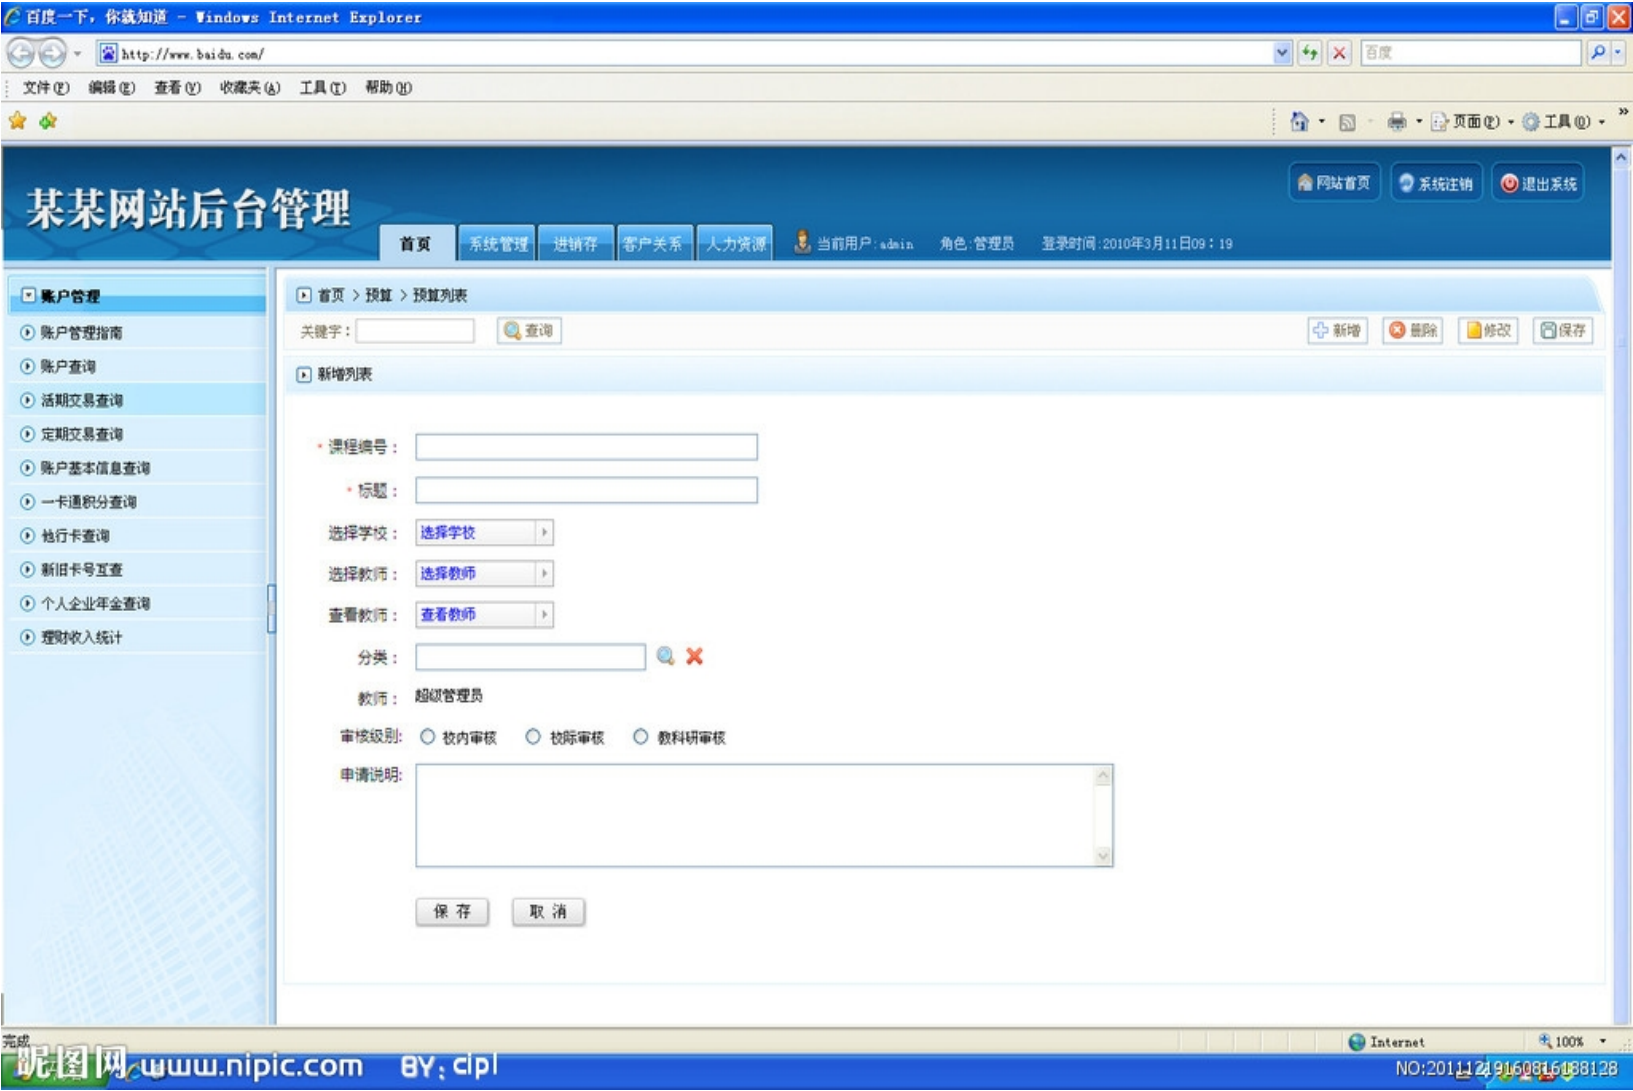 百度一下，你就知道 - Windows Internet Explorer
http://www.baidu.com/
百度
文件(F) 编辑(E) 查看(V) 收藏夹(A) 工具(T) 帮助(H)
页面(P) 工具(O)
某某网站后台管理
网站首页 系统注销 退出系统
首页 系统管理 进销存 客户关系 人力资源 当前用户:admin 角色:管理员 登录时间:2010年3月11日09：19
账户管理
账户管理指南
账户查询
活期交易查询
定期交易查询
账户基本信息查询
一卡通积分查询
他行卡查询
新旧卡号互查
个人企业年金查询
理财收入统计
首页 > 预算 > 预算列表
关键字： 查询 新增 删除 修改 保存
新增列表
* 课程编号：
* 标题：
选择学校： 选择学校
选择教师： 选择教师
查看教师： 查看教师
分类：
教师： 超级管理员
审核级别: 校内审核 校际审核 教科研审核
申请说明:
保 存 取 消
完成 Internet 100%
昵图网 www.nipic.com BY: cipl
NO:20111219160816188128